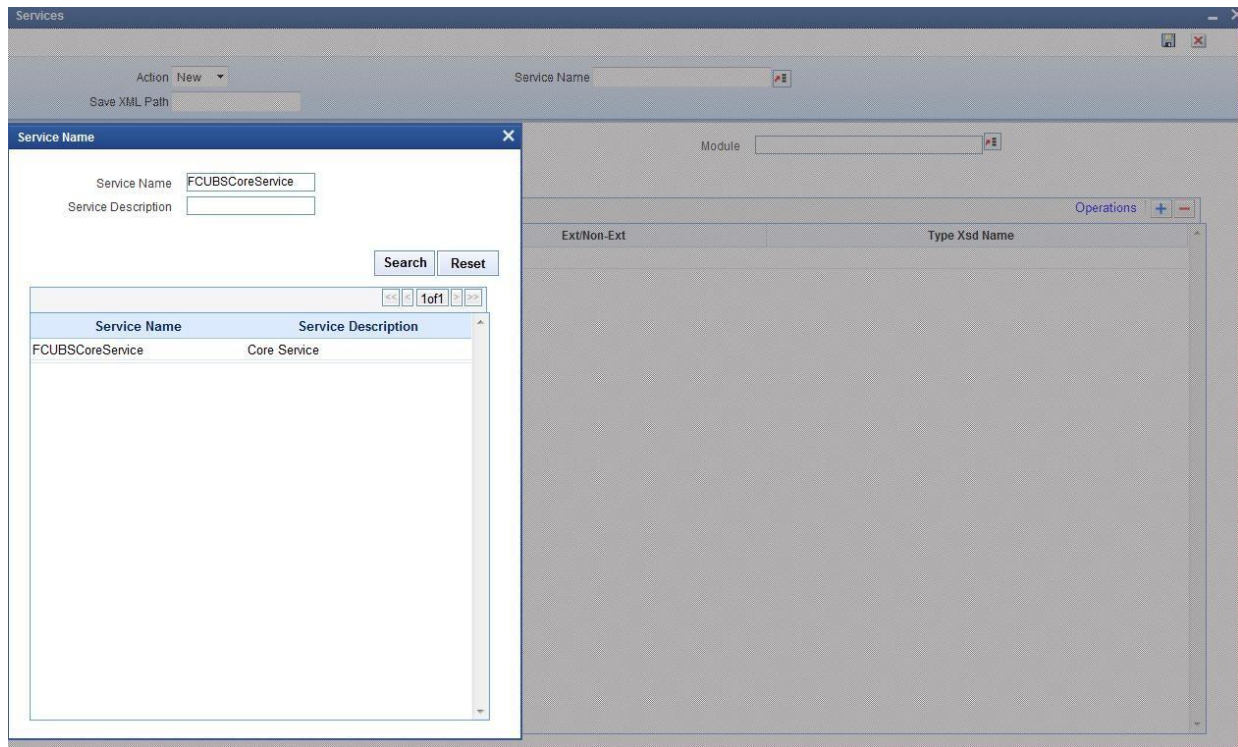 Services
Action New
Service Name
Save XML Path
Service Name
Module
Service Name FCUBSCoreService
Service Description
Operations + −
Ext/Non-Ext Type Xsd Name
Search Reset
<< < 1of1 > >>
Service Name Service Description
FCUBSCoreService Core Service